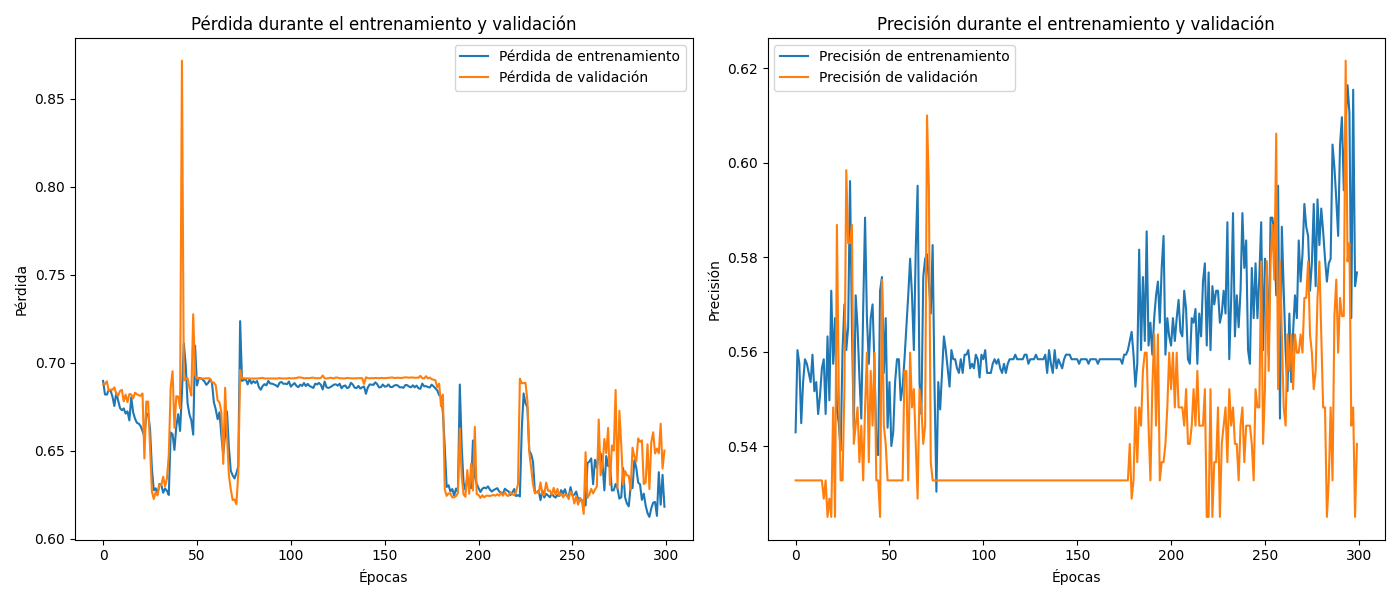 Pérdida durante el entrenamiento y validación
Pérdida de entrenamiento
Pérdida de validación
0.85
0.80
0.75
0.70
0.65
0.60
Pérdida
0
50
100
150
200
250
300
Épocas
Precisión durante el entrenamiento y validación
Precisión de entrenamiento
Precisión de validación
0.62
0.60
0.58
0.56
0.54
Precisión
0
50
100
150
200
250
300
Épocas